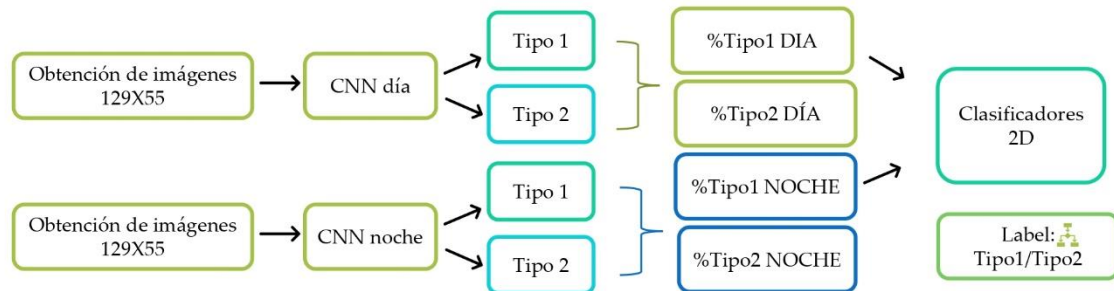 Obtención de imágenes
129X55
CNN día
Tipo 1
Tipo 2
%Tipo1 DIA
%Tipo2 DÍA
Obtención de imágenes
129X55
CNN noche
Tipo 1
Tipo 2
%Tipo1 NOCHE
%Tipo2 NOCHE
Clasificadores
2D
Label:
Tipo1/Tipo2